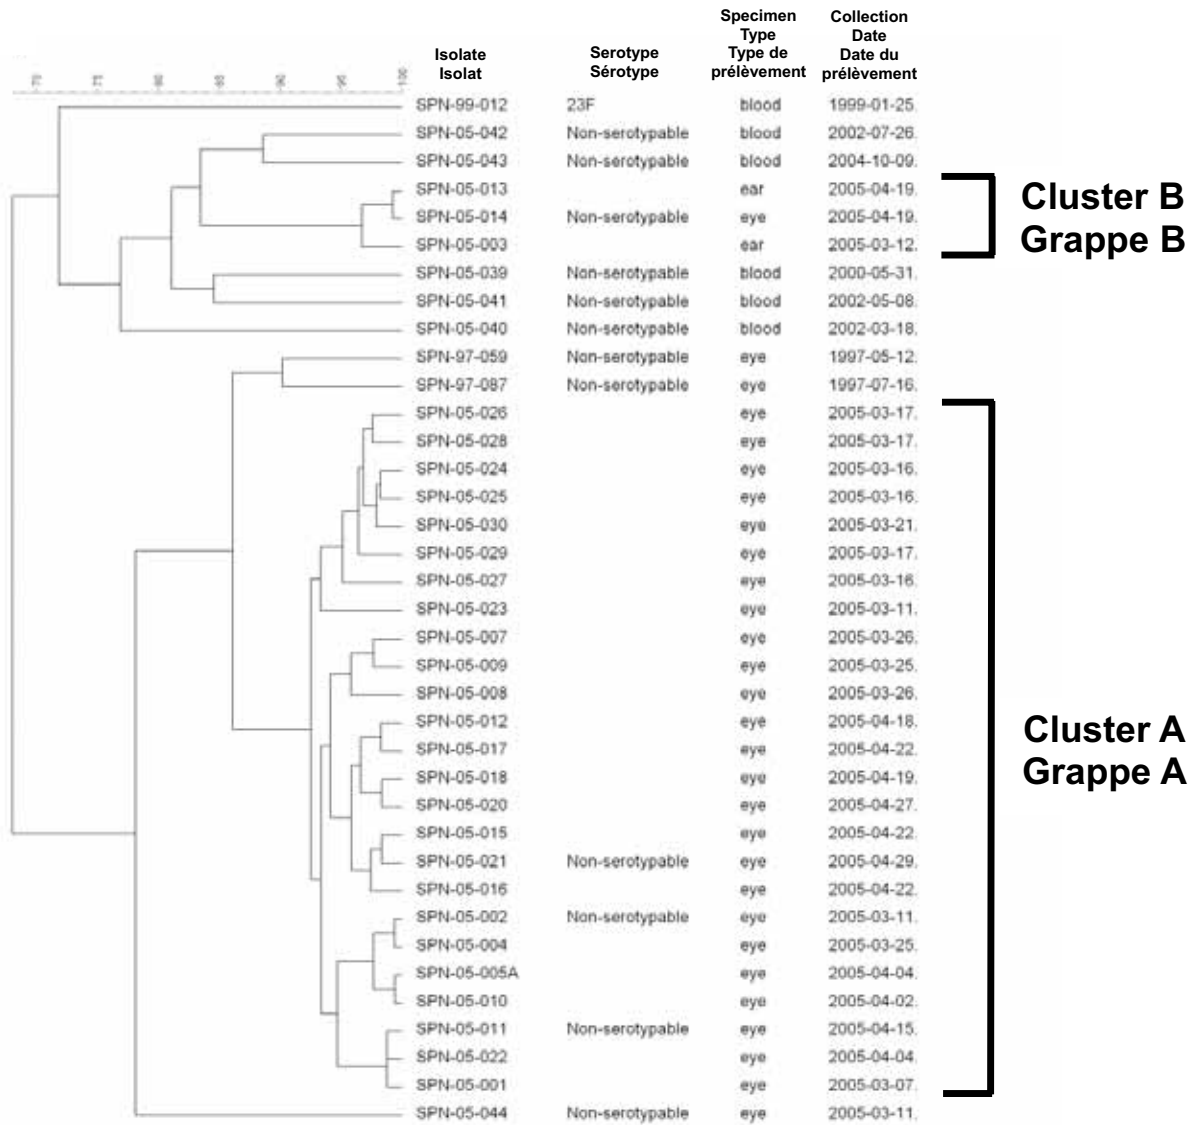 Specimen Type Type de prélèvement
Collection Date Date du prélèvement
Isolate Isolat
Serotype Sérotype
70 75 80 85 90 95 100
SPN-99-012 23F blood 1999-01-25.
SPN-05-042 Non-serotypable blood 2002-07-26.
SPN-05-043 Non-serotypable blood 2004-10-09.
SPN-05-013 ear 2005-04-19.
SPN-05-014 Non-serotypable eye 2005-04-19.
SPN-05-003 ear 2005-03-12.
Cluster B
Grappe B
SPN-05-039 Non-serotypable blood 2000-05-31.
SPN-05-041 Non-serotypable blood 2002-05-08.
SPN-05-040 Non-serotypable blood 2002-03-18.
SPN-97-059 Non-serotypable eye 1997-05-12.
SPN-97-087 Non-serotypable eye 1997-07-16.
SPN-05-026 eye 2005-03-17.
SPN-05-028 eye 2005-03-17.
SPN-05-024 eye 2005-03-16.
SPN-05-025 eye 2005-03-16.
SPN-05-030 eye 2005-03-21.
SPN-05-029 eye 2005-03-17.
SPN-05-027 eye 2005-03-16.
SPN-05-023 eye 2005-03-11.
SPN-05-007 eye 2005-03-26.
SPN-05-009 eye 2005-03-25.
SPN-05-008 eye 2005-03-26.
SPN-05-012 eye 2005-04-18.
SPN-05-017 eye 2005-04-22.
SPN-05-018 eye 2005-04-19.
SPN-05-020 eye 2005-04-27.
SPN-05-015 eye 2005-04-22.
SPN-05-021 Non-serotypable eye 2005-04-29.
SPN-05-016 eye 2005-04-22.
SPN-05-002 Non-serotypable eye 2005-03-11.
SPN-05-004 eye 2005-03-25.
SPN-05-005A eye 2005-04-04.
SPN-05-010 eye 2005-04-02.
SPN-05-011 Non-serotypable eye 2005-04-15.
SPN-05-022 eye 2005-04-04.
SPN-05-001 eye 2005-03-07.
Cluster A
Grappe A
SPN-05-044 Non-serotypable eye 2005-03-11.